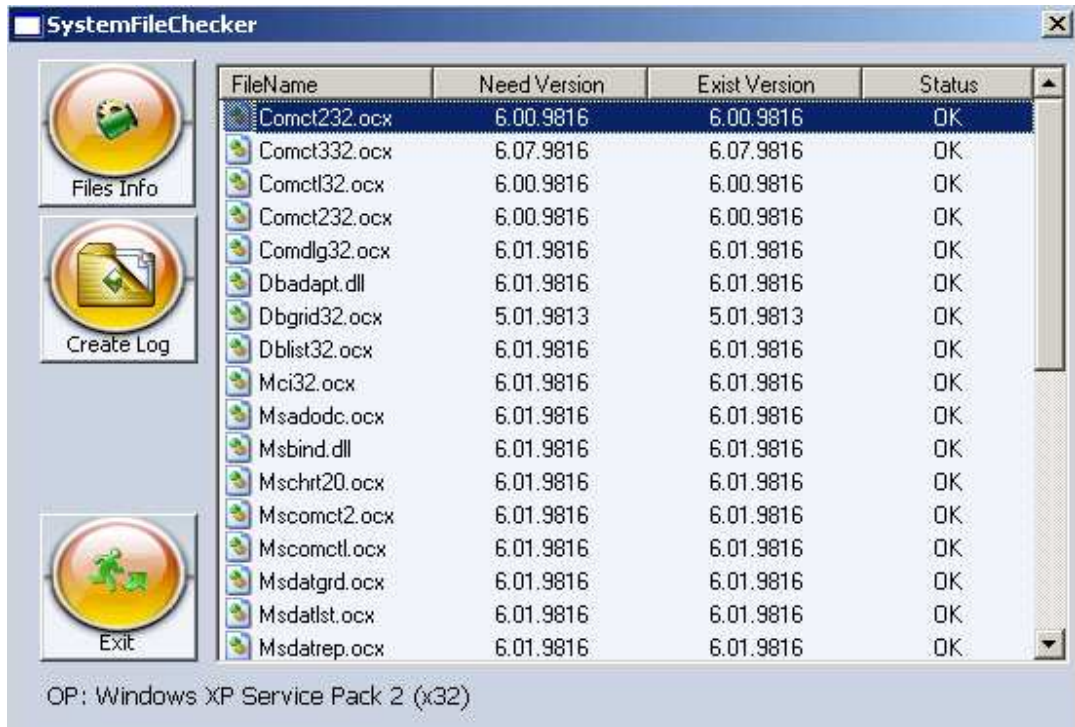 SystemFileChecker
Files Info
Create Log
Exit
FileName Need Version Exist Version Status
Comct232.ocx 6.00.9816 6.00.9816 OK
Comct332.ocx 6.07.9816 6.07.9816 OK
Comctl32.ocx 6.00.9816 6.00.9816 OK
Comct232.ocx 6.00.9816 6.00.9816 OK
Comdlg32.ocx 6.01.9816 6.01.9816 OK
Dbadapt.dll 6.01.9816 6.01.9816 OK
Dbgrid32.ocx 5.01.9813 5.01.9813 OK
Dblist32.ocx 6.01.9816 6.01.9816 OK
Mci32.ocx 6.01.9816 6.01.9816 OK
Msadodc.ocx 6.01.9816 6.01.9816 OK
Msbind.dll 6.01.9816 6.01.9816 OK
Mschrt20.ocx 6.01.9816 6.01.9816 OK
Mscomct2.ocx 6.01.9816 6.01.9816 OK
Mscomctl.ocx 6.01.9816 6.01.9816 OK
Msdatgrd.ocx 6.01.9816 6.01.9816 OK
Msdatlst.ocx 6.01.9816 6.01.9816 OK
Msdatrep.ocx 6.01.9816 6.01.9816 OK
OP: Windows XP Service Pack 2 (x32)